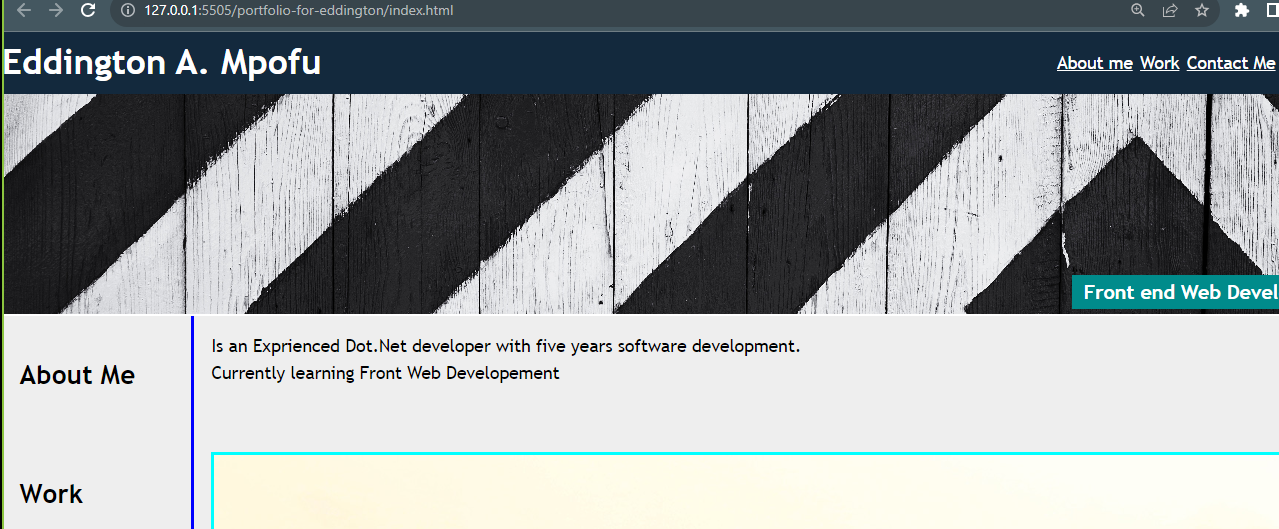 127.0.0.1:5505/portfolio-for-eddington/index.html
Eddington A. Mpofu
About me Work Contact Me
Front end Web Devel
About Me
Is an Exprienced Dot.Net developer with five years software development.
Currently learning Front Web Developement
Work